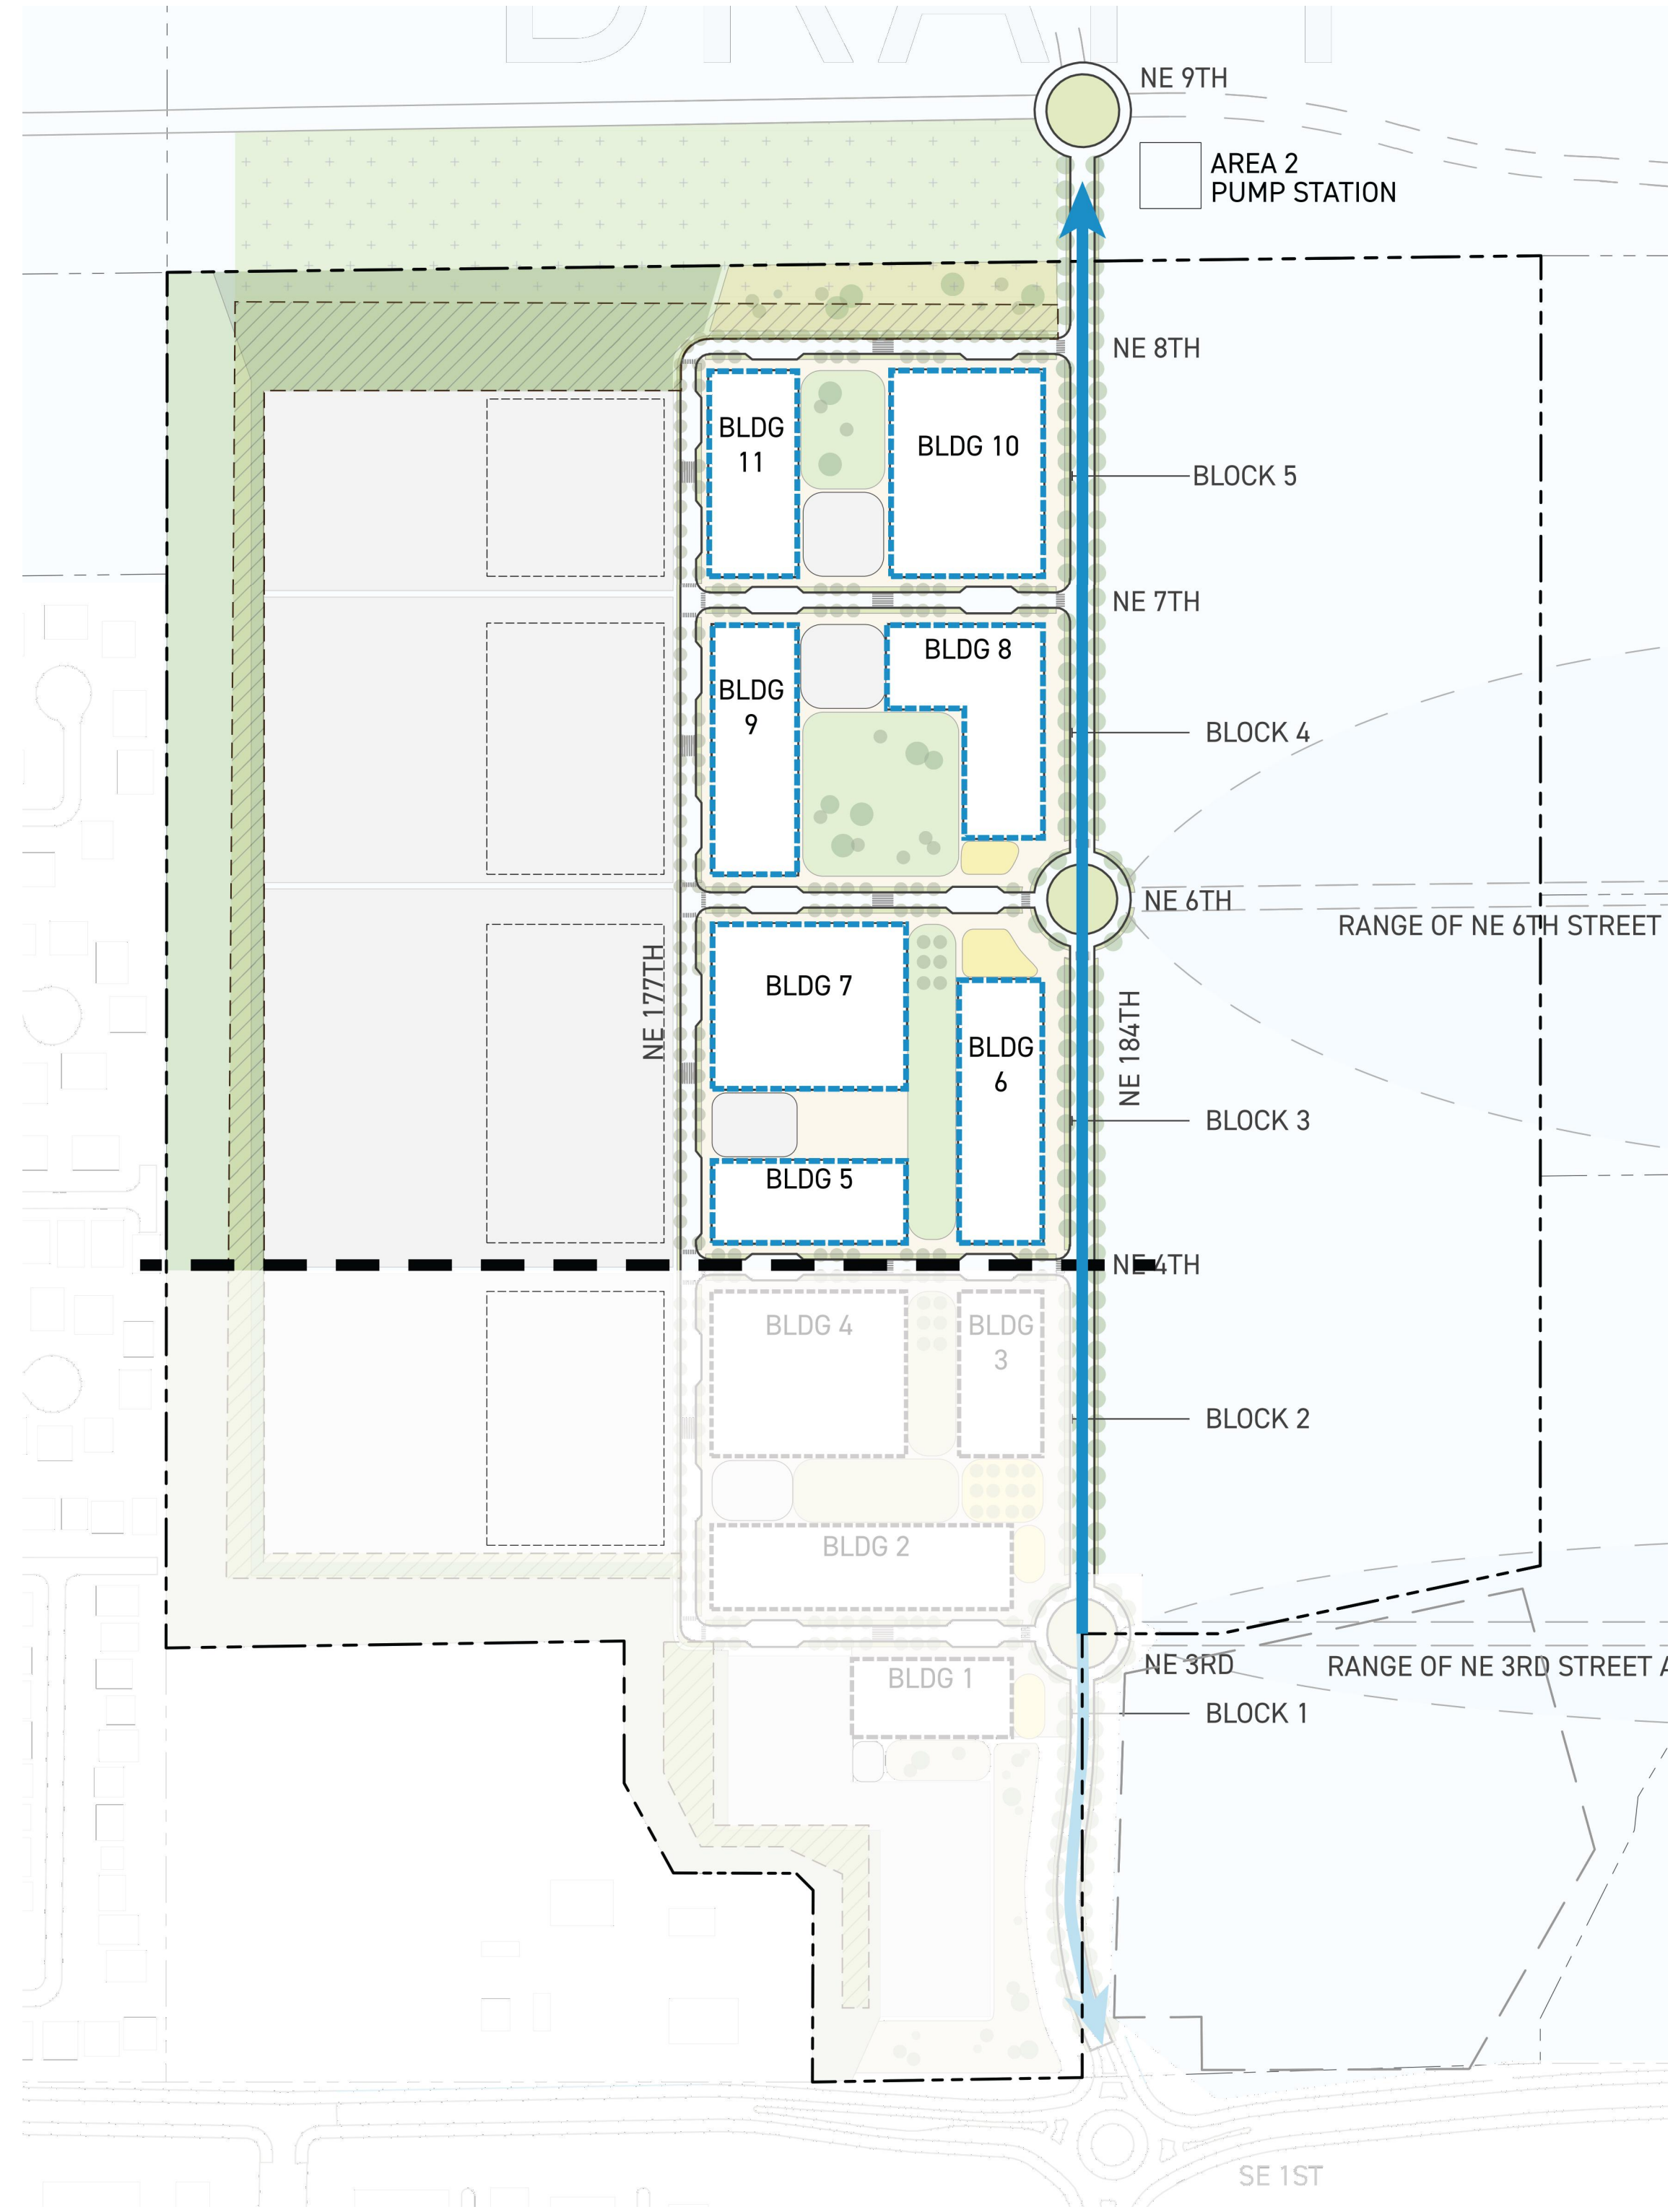 DRAFT
NE 9TH
AREA 2
PUMP STATION
NE 8TH
BLDG
11
BLDG 10
BLOCK 5
NE 7TH
BLDG 8
BLDG
9
BLOCK 4
NE 6TH
RANGE OF NE 6TH STREET
NE 177TH
BLDG 7
NE 184TH
BLDG
6
BLOCK 3
BLDG 5
NE 4TH
BLDG 4
BLDG
3
BLOCK 2
BLDG 2
NE 3RD
RANGE OF NE 3RD STREET A
BLDG 1
BLOCK 1
SE 1ST